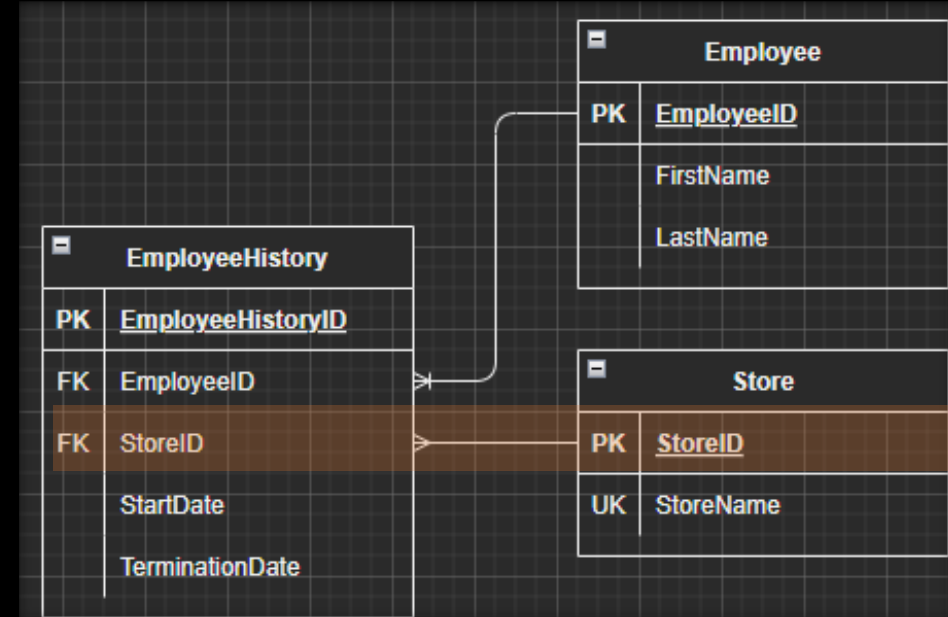 Employee
PK EmployeeID
FirstName
LastName
EmployeeHistory
PK EmployeeHistoryID
FK EmployeeID
FK StoreID
StartDate
TerminationDate
Store
PK StoreID
UK StoreName